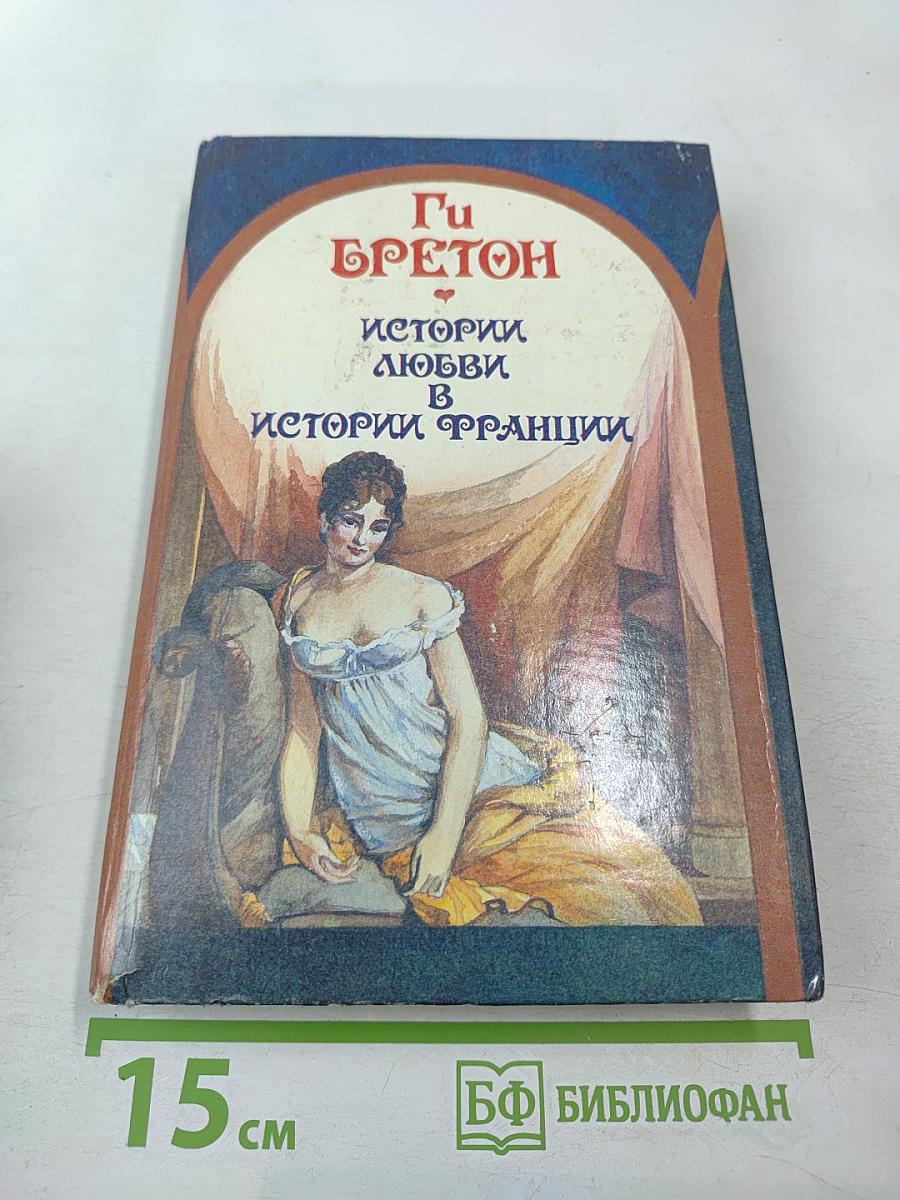 Ги
БРЕТОН
ИСТОРИИ
ЛЮБВИ
В
ИСТОРИИ ФРАНЦИИ
15 см
БФ БИБЛИОФАН